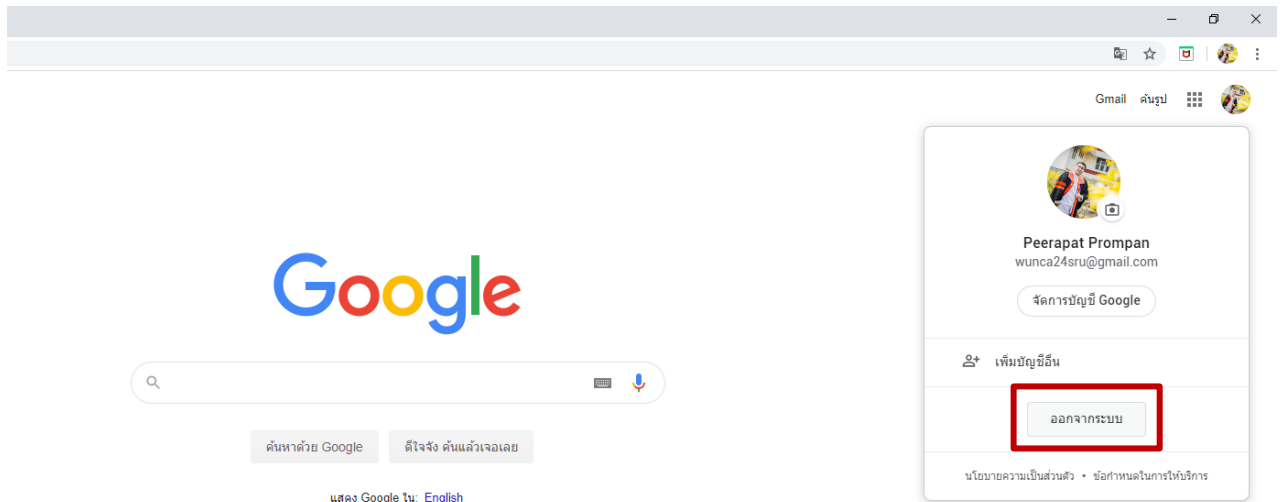 Gmail ค้นรูป
Peerapat Prompan
wunca24sru@gmail.com
จัดการบัญชี Google
Google
เพิ่มบัญชีอื่น
ออกจากระบบ
ค้นหาด้วย Google ดีใจจัง ค้นแล้วเจอเลย
นโยบายความเป็นส่วนตัว • ข้อกำหนดในการให้บริการ
แสดง Google ใน: English